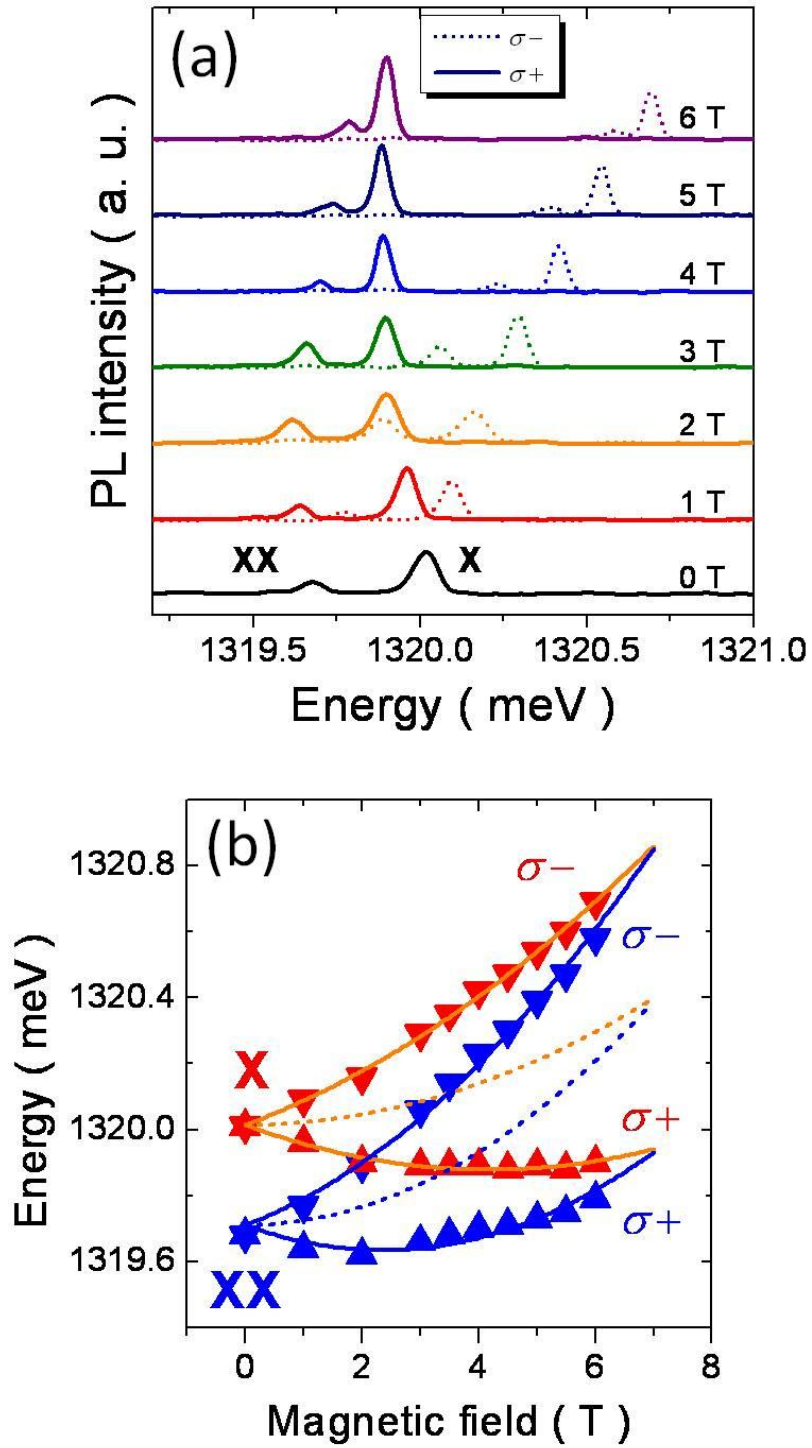 (a)
σ−
σ+
PL intensity ( a. u. )
6 T
5 T
4 T
3 T
2 T
1 T
XX X 0 T
1319.5 1320.0 1320.5 1321.0
Energy ( meV )
(b)
Energy ( meV )
1320.8
1320.4
1320.0
1319.6
σ−
σ−
X
σ+
σ+
XX
0 2 4 6 8
Magnetic field ( T )